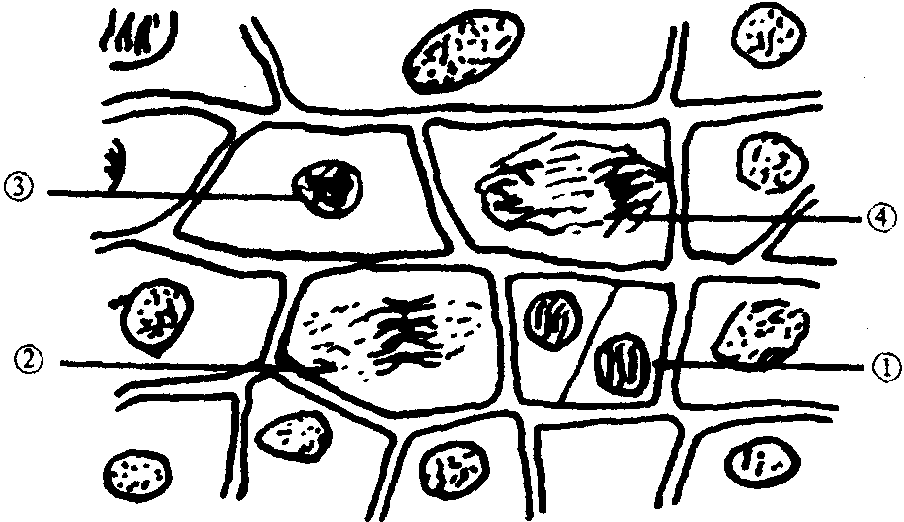 ③
④
②
①